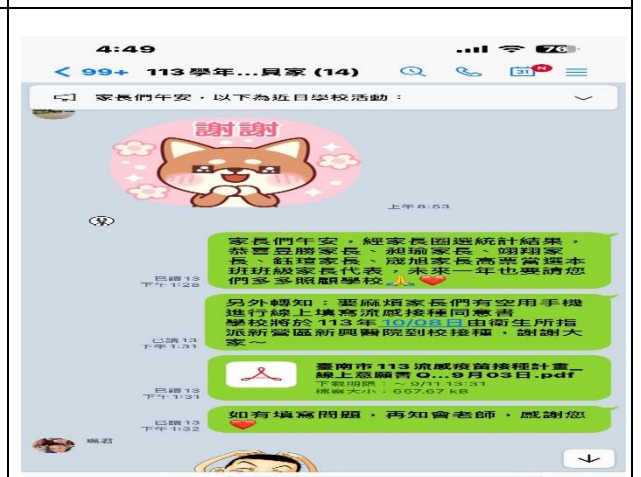 4:49
76
99+ 113學年...貝家 (14)
31
N
家長們午安,以下為近日學校活動:
謝謝
上午8:53
家長們午安,經家長圈選統計結果,
恭喜昱勝家長、昶瑜家長、翊翔家
長、鈺瑄家長、晟旭家長高票當選本
班班級家長代表,未來一年也要請您
們多多照顧學校🙏❤️
已讀 13
下午 1:28
另外轉知:要麻煩家長們有空用手機
進行線上填寫流感接種同意書
學校將於113年10/08日由衛生所指
派新營區新興醫院到校接種,謝謝大
家~
已讀 13
下午 1:31
臺南市113流感疫苗接種計畫_
線上意願書Q...9月03日.pdf
下載期限:~ 9/11 13:31
檔案大小:667.67 kB
已讀 13
下午 1:31
如有填寫問題,再知會老師,感謝您
❤️
已讀 13
下午 1:32
珮君